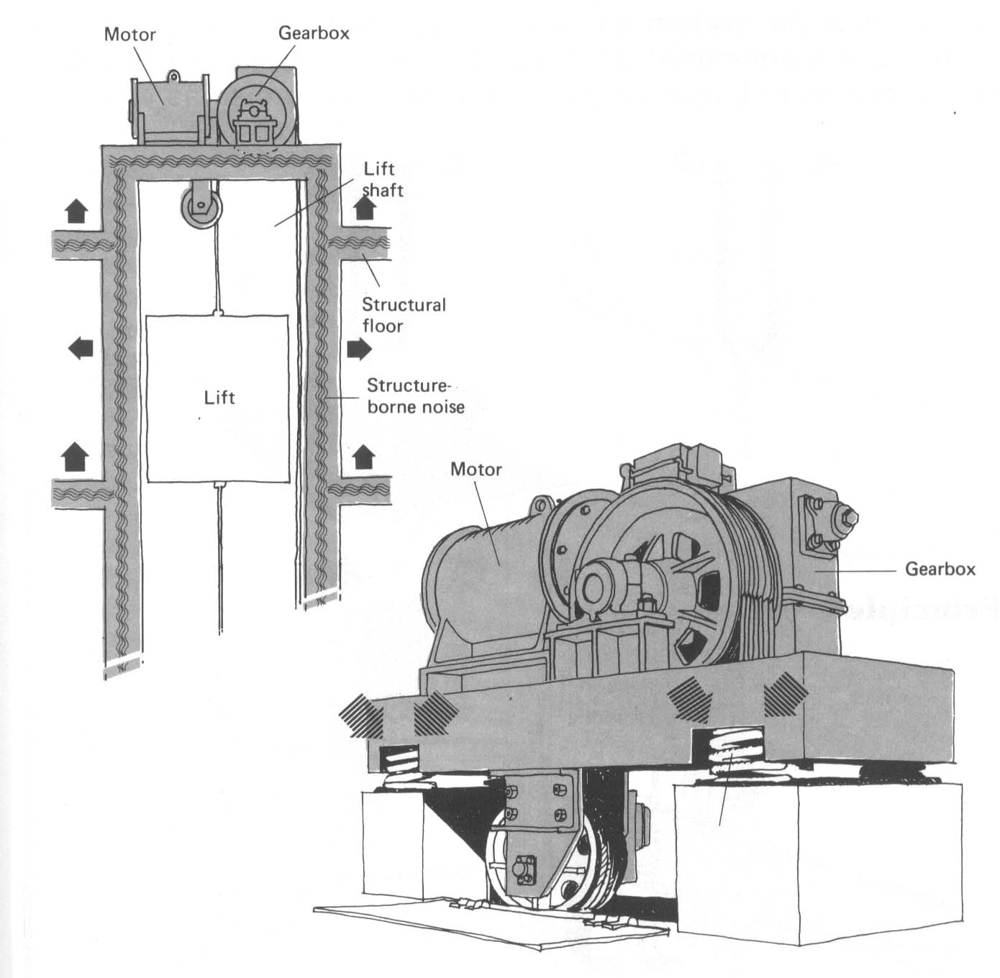 Motor
Gearbox
Lift
shaft
Structural
floor
Lift
Structure-
borne noise
Motor
Gearbox